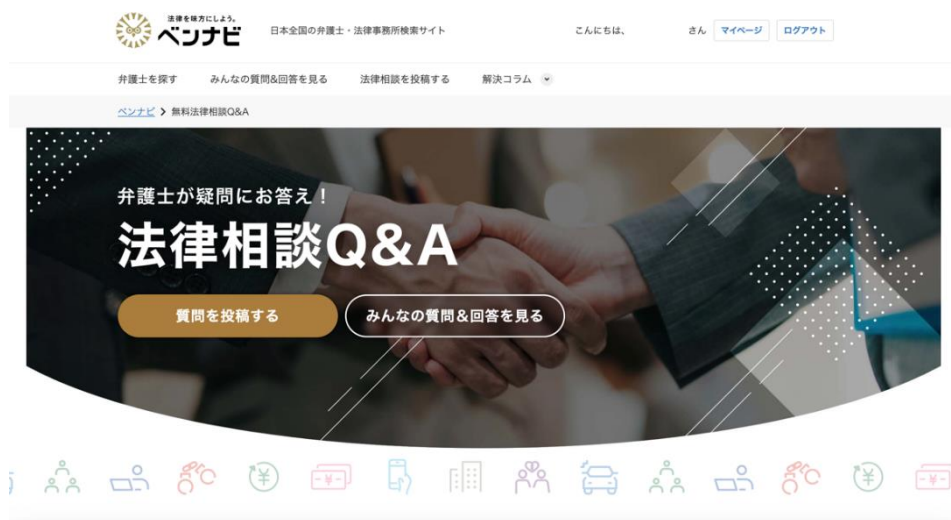 法律を味方にしよう。
ベンナビ
日本全国の弁護士・法律事務所検索サイト
こんにちは、 さん
マイページ
ログアウト
弁護士を探す
みんなの質問&回答を見る
法律相談を投稿する
解決コラム
ベンナビ > 無料法律相談Q&A
弁護士が疑問にお答え!
法律相談Q&A
質問を投稿する
みんなの質問&回答を見る